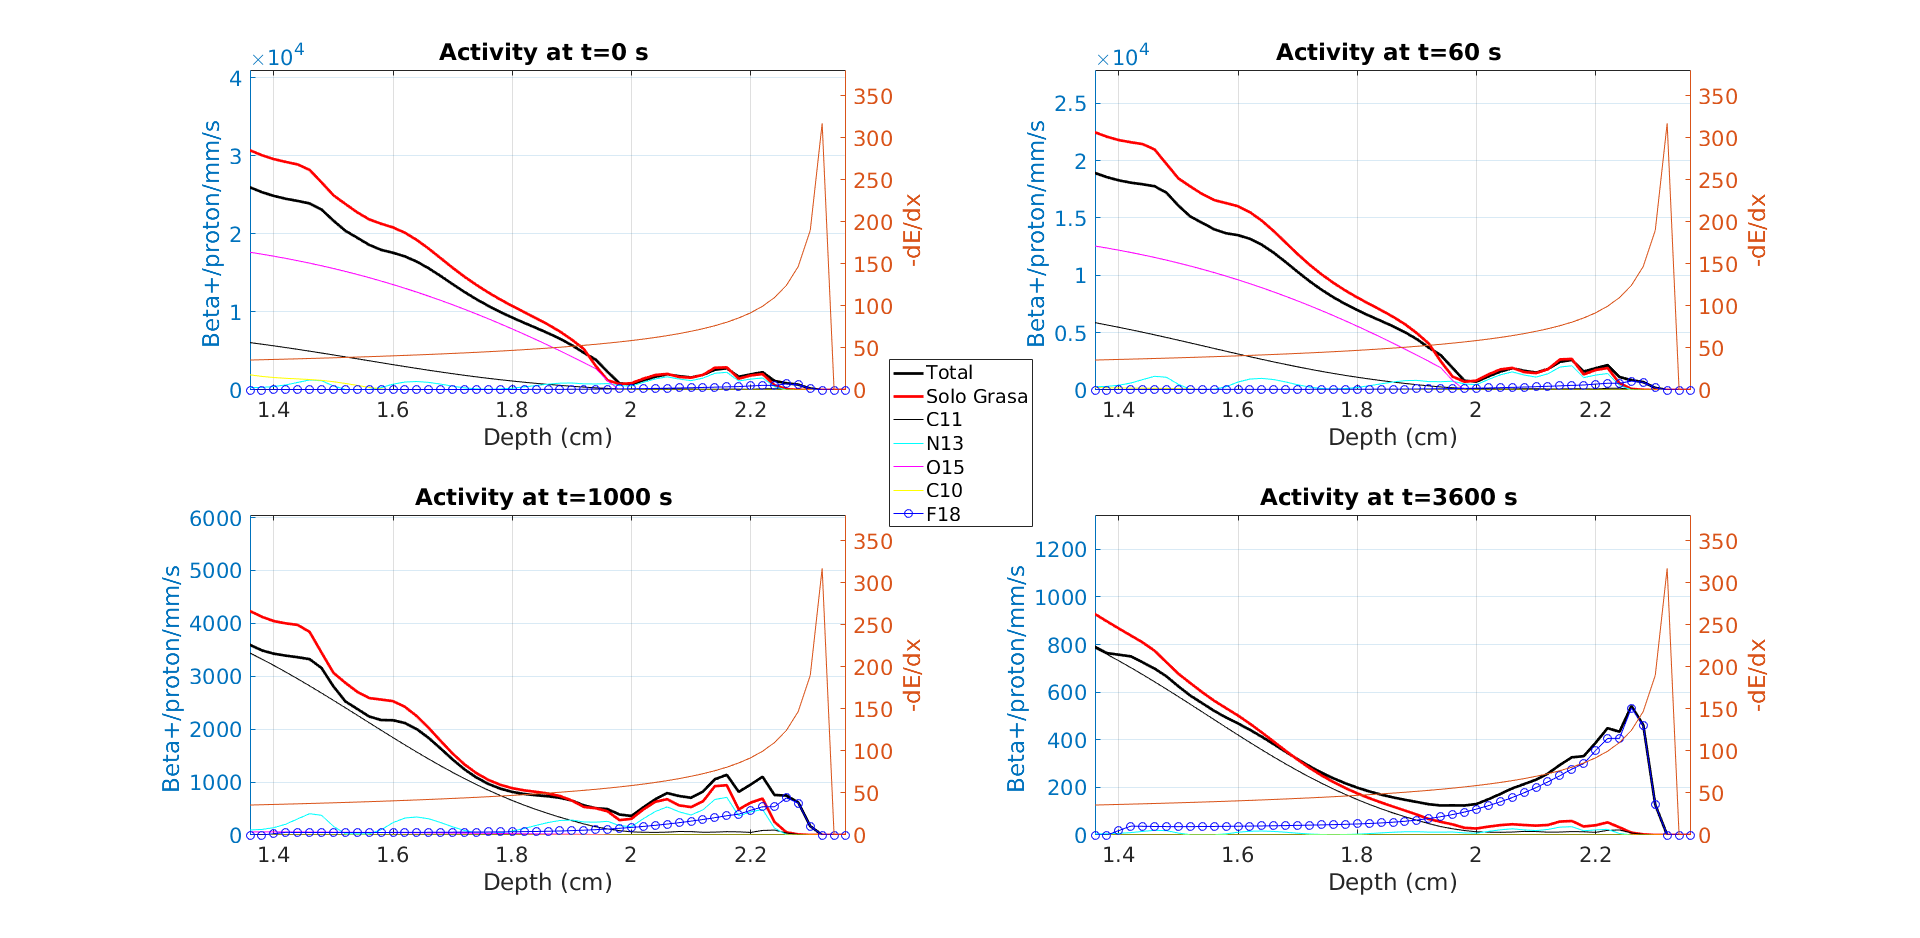 Activity at t=0 s
×10⁴
4
3
2
1
0
Beta+/proton/mm/s
350
300
250
200
150
100
50
0
-dE/dx
1.4 1.6 1.8 2 2.2
Depth (cm)
Activity at t=60 s
×10⁴
2.5
2
1.5
1
0.5
0
Beta+/proton/mm/s
350
300
250
200
150
100
50
0
-dE/dx
1.4 1.6 1.8 2 2.2
Depth (cm)
Total
Solo Grasa
C11
N13
O15
C10
F18
Activity at t=1000 s
6000
5000
4000
3000
2000
1000
0
Beta+/proton/mm/s
350
300
250
200
150
100
50
0
-dE/dx
1.4 1.6 1.8 2 2.2
Depth (cm)
Activity at t=3600 s
1200
1000
800
600
400
200
0
Beta+/proton/mm/s
350
300
250
200
150
100
50
0
-dE/dx
1.4 1.6 1.8 2 2.2
Depth (cm)